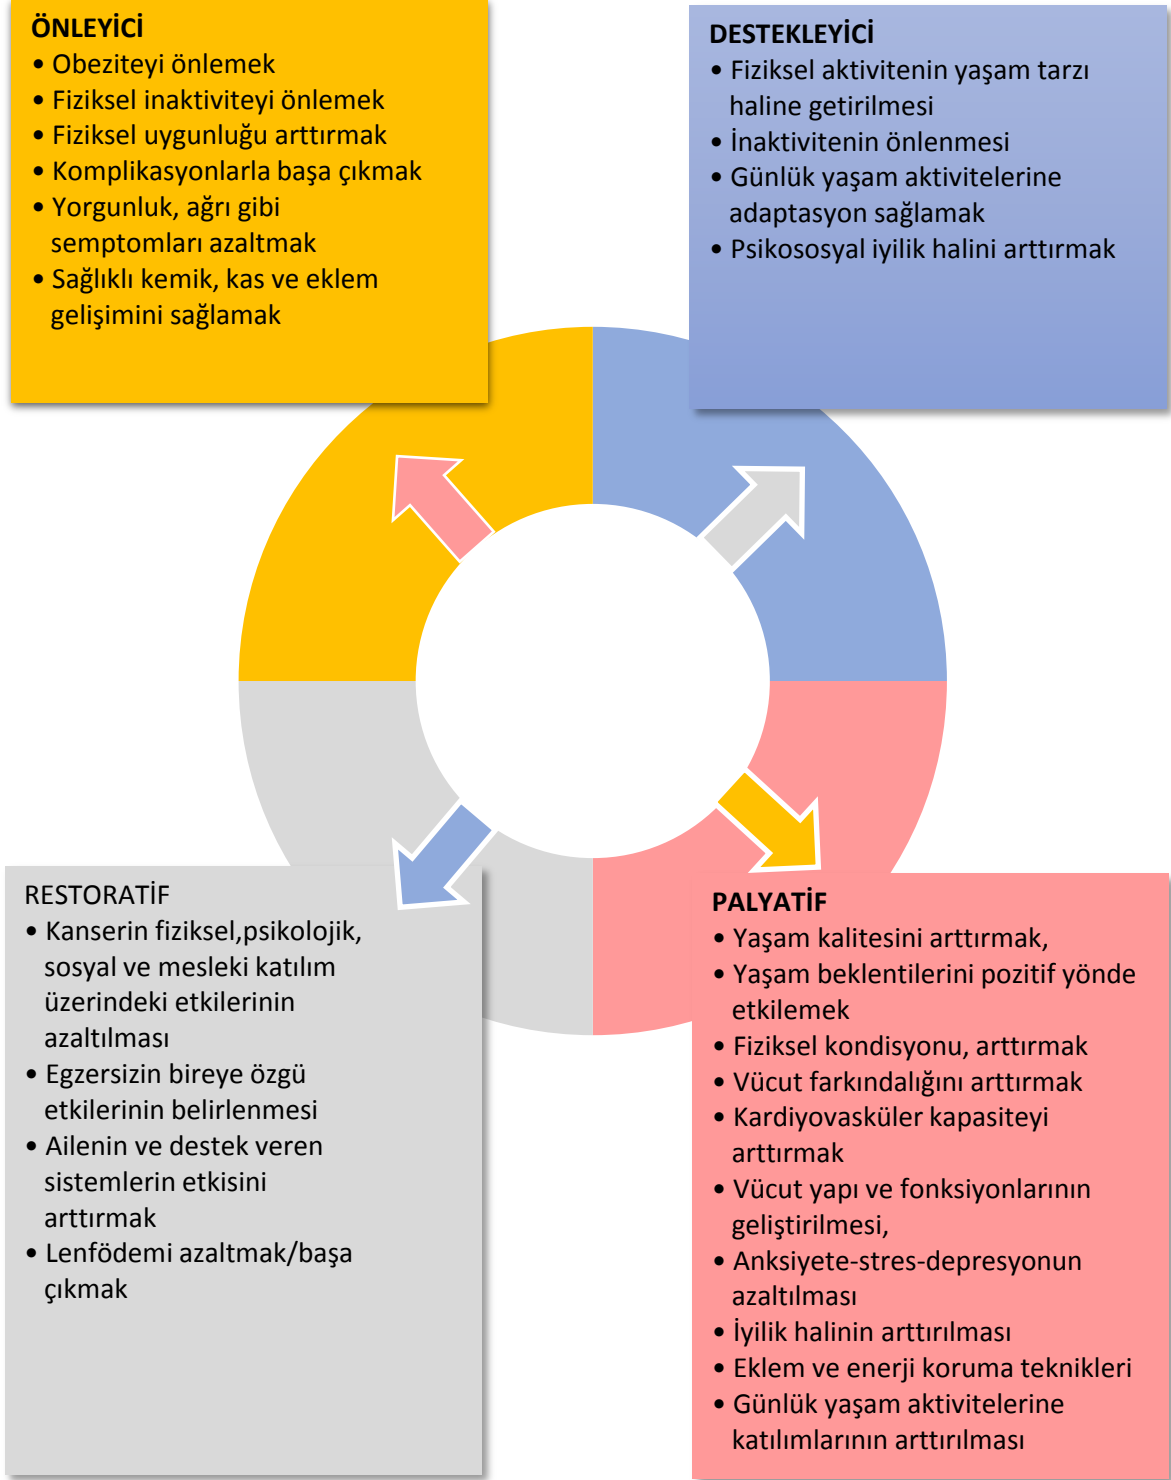 ÖNLEYİCİ
• Obeziteyi önlemek
• Fiziksel inaktiviteyi önlemek
• Fiziksel uygunluğu arttırmak
• Komplikasyonlarla başa çıkmak
• Yorgunluk, ağrı gibi
semptomları azaltmak
• Sağlıklı kemik, kas ve eklem
gelişimini sağlamak
DESTEKLEYİCİ
• Fiziksel aktivitenin yaşam tarzı
haline getirilmesi
• İnaktivitenin önlenmesi
• Günlük yaşam aktivitelerine
adaptasyon sağlamak
• Psikososyal iyilik halini arttırmak
RESTORATİF
• Kanserin fiziksel,psikolojik,
sosyal ve mesleki katılım
üzerindeki etkilerinin
azaltılması
• Egzersizin bireye özgü
etkilerinin belirlenmesi
• Ailenin ve destek veren
sistemlerin etkisini
arttırmak
• Lenfödemi azaltmak/başa
çıkmak
PALYATİF
• Yaşam kalitesini arttırmak,
• Yaşam beklentilerini pozitif yönde
etkilemek
• Fiziksel kondisyonu, arttırmak
• Vücut farkındalığını arttırmak
• Kardiyovasküler kapasiteyi
arttırmak
• Vücut yapı ve fonksiyonlarının
geliştirilmesi,
• Anksiyete-stres-depresyonun
azaltılması
• İyilik halinin arttırılması
• Eklem ve enerji koruma teknikleri
• Günlük yaşam aktivitelerine
katılımlarının arttırılması